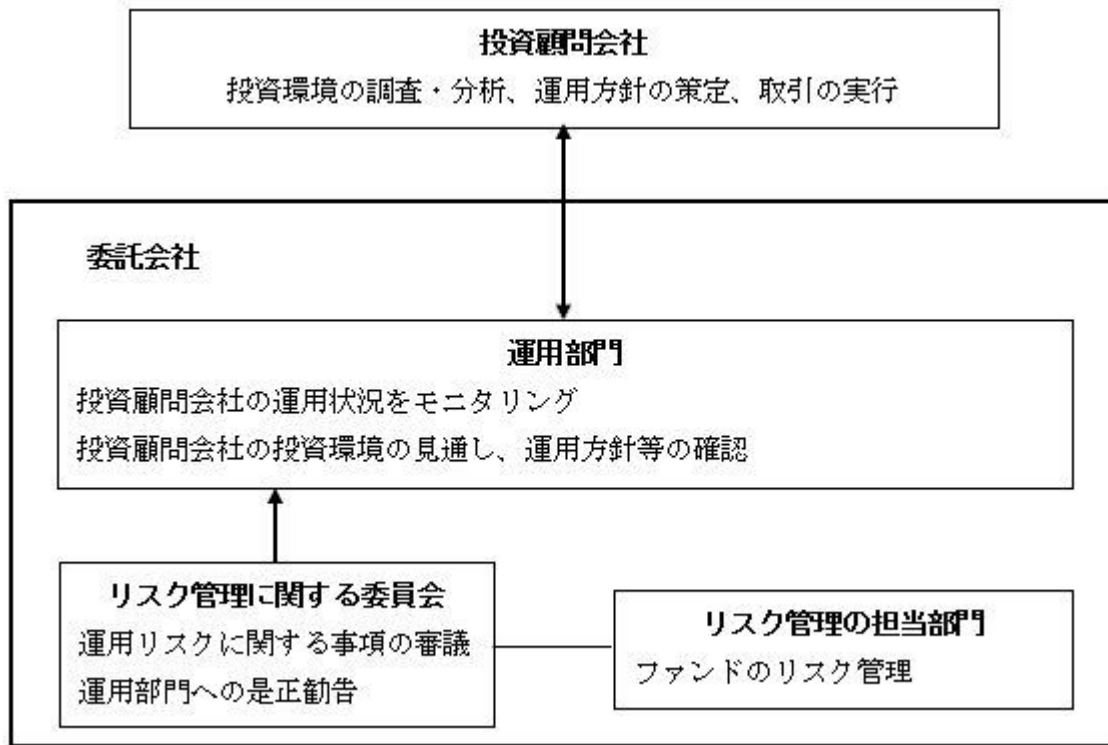 投資顧問会社
投資環境の調査・分析、運用方針の策定、取引の実行
委託会社
運用部門
投資顧問会社の運用状況をモニタリング
投資顧問会社の投資環境の見通し、運用方針等の確認
リスク管理に関する委員会
運用リスクに関する事項の審議
運用部門への是正勧告
リスク管理の担当部門
ファンドのリスク管理